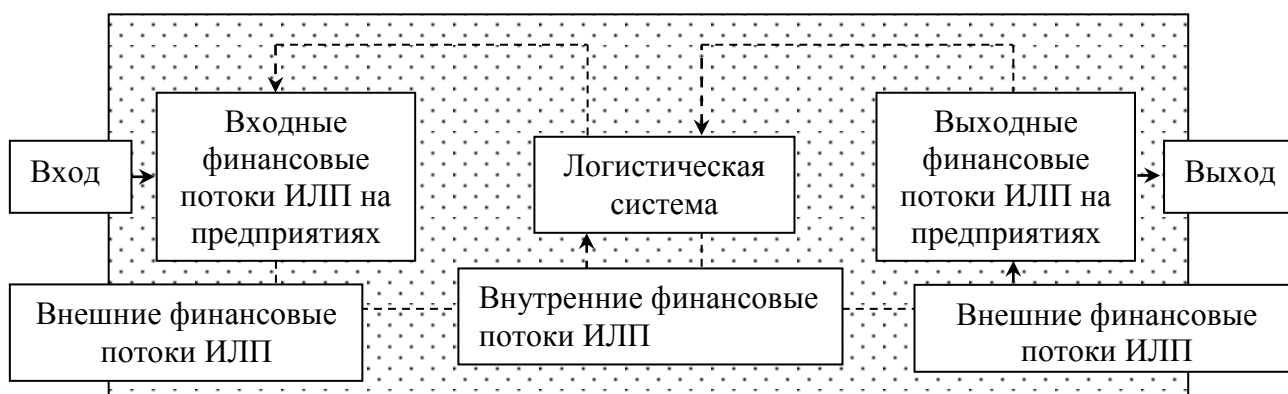 Вход
Входные
финансовые
потоки ИЛП на
предприятиях
Логистическая
система
Выходные
финансовые
потоки ИЛП на
предприятиях
Выход
Внешние финансовые
потоки ИЛП
Внутренние финансовые
потоки ИЛП
Внешние финансовые
потоки ИЛП